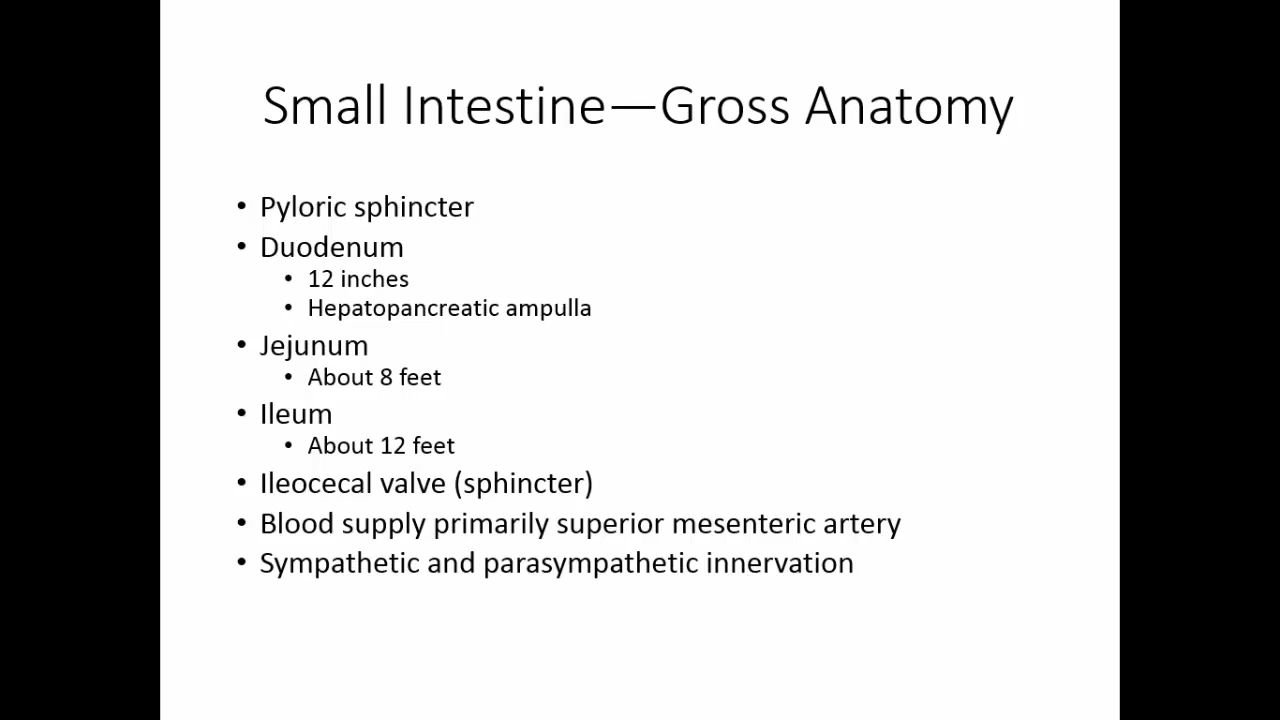 Small Intestine—Gross Anatomy
• Pyloric sphincter
• Duodenum
• 12 inches
• Hepatopancreatic ampulla
• Jejunum
• About 8 feet
• Ileum
• About 12 feet
• Ileocecal valve (sphincter)
• Blood supply primarily superior mesenteric artery
• Sympathetic and parasympathetic innervation